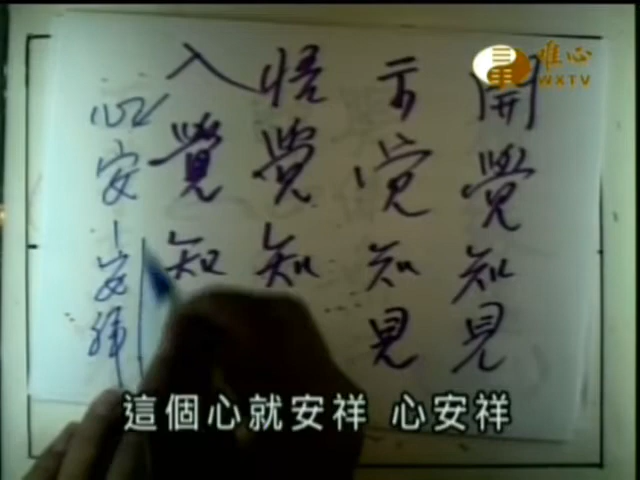 開覺知見
示覺知見
悟覺知
入覺知
心安
安祥
唯心
WXTV
這個心就安祥 心安祥